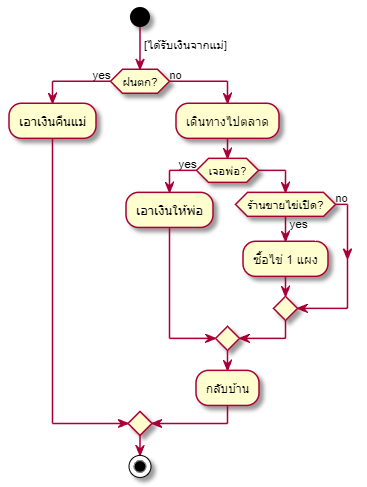 [ได้รับเงินจากแม่]
yes
ฝนตก?
no
เอาเงินคืนแม่
เดินทางไปตลาด
yes
เจอพ่อ?
เอาเงินให้พ่อ
ร้านขายไข่เปิด?
no
yes
ซื้อไข่ 1 แผง
กลับบ้าน